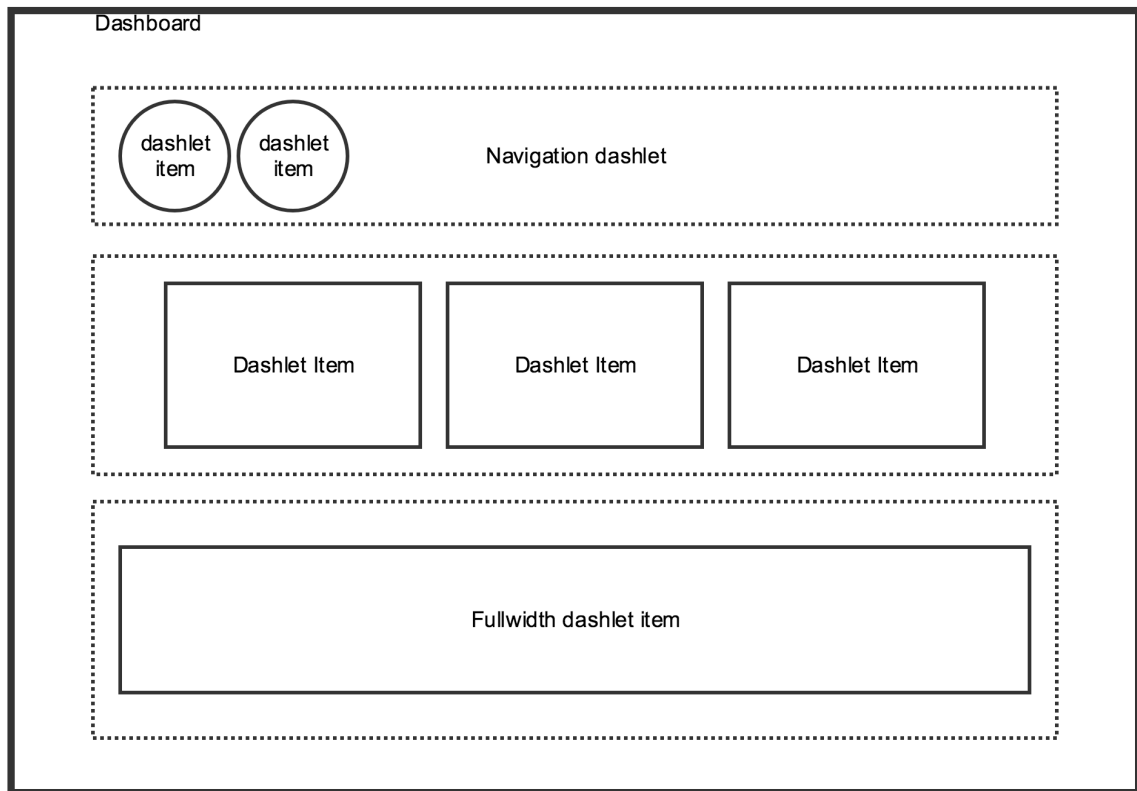 Dashboard
dashlet
item
dashlet
item
Navigation dashlet
Dashlet Item
Dashlet Item
Dashlet Item
Fullwidth dashlet item